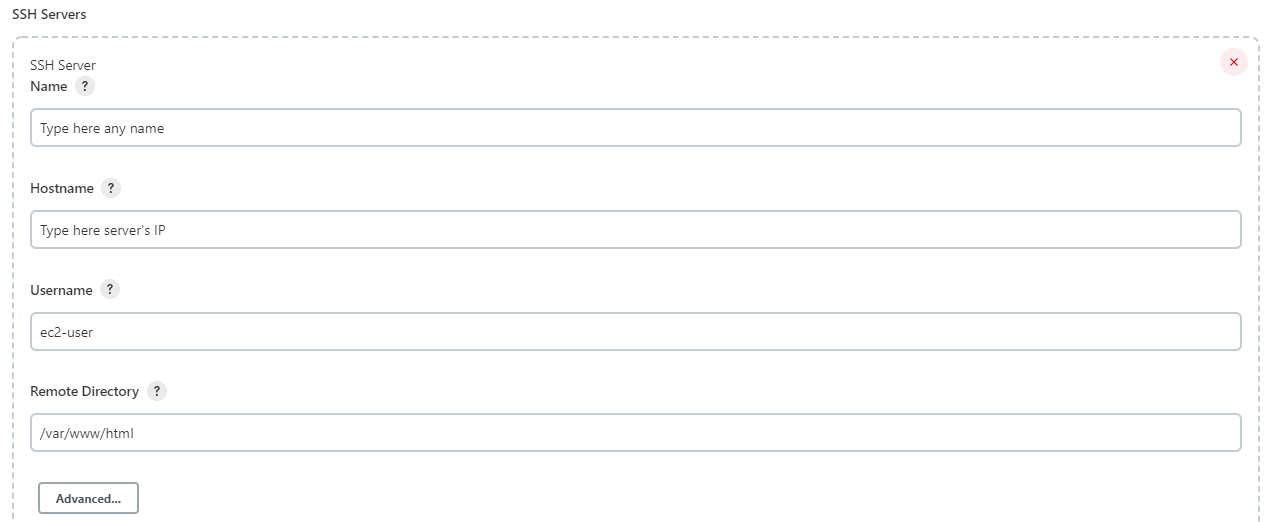 SSH Servers
SSH Server
Name ?
Type here any name
Hostname ?
Type here server's IP
Username ?
ec2-user
Remote Directory ?
/var/www/html
Advanced...